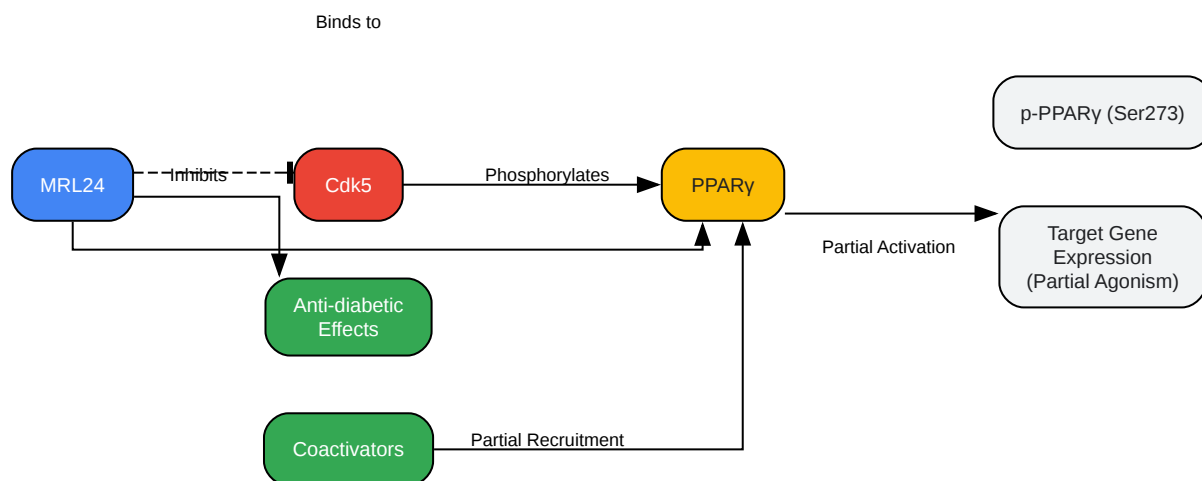 Binds to
p-PPARγ (Ser273)
MRL24
Inhibits
Cdk5
Phosphorylates
PPARγ
Partial Activation
Target Gene
Expression
(Partial Agonism)
Anti-diabetic
Effects
Coactivators
Partial Recruitment